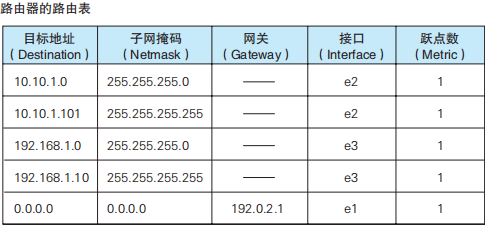 路由器的路由表
目标地址 子网掩码 网关 接口 跃点数
（Destination） （Netmask） （Gateway） （Interface） （Metric）
10.10.1.0 255.255.255.0 —— e2 1
10.10.1.101 255.255.255.255 —— e2 1
192.168.1.0 255.255.255.0 —— e3 1
192.168.1.10 255.255.255.255 —— e3 1
0.0.0.0 0.0.0.0 192.0.2.1 e1 1